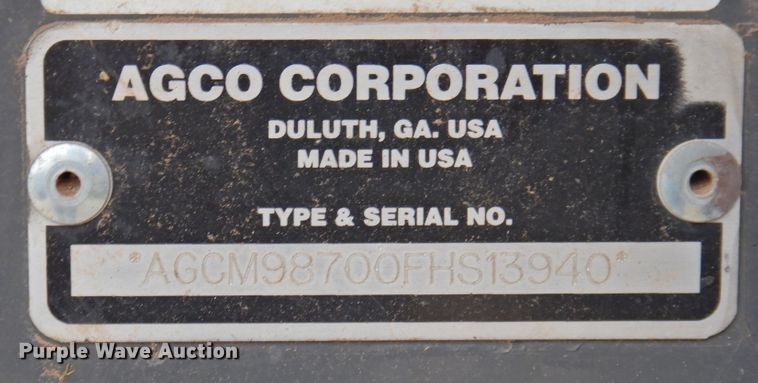 AGCO CORPORATION
DULUTH, GA. USA
MADE IN USA
TYPE & SERIAL NO.
*AGCM98700FHS13940*
Purple Wave Auction